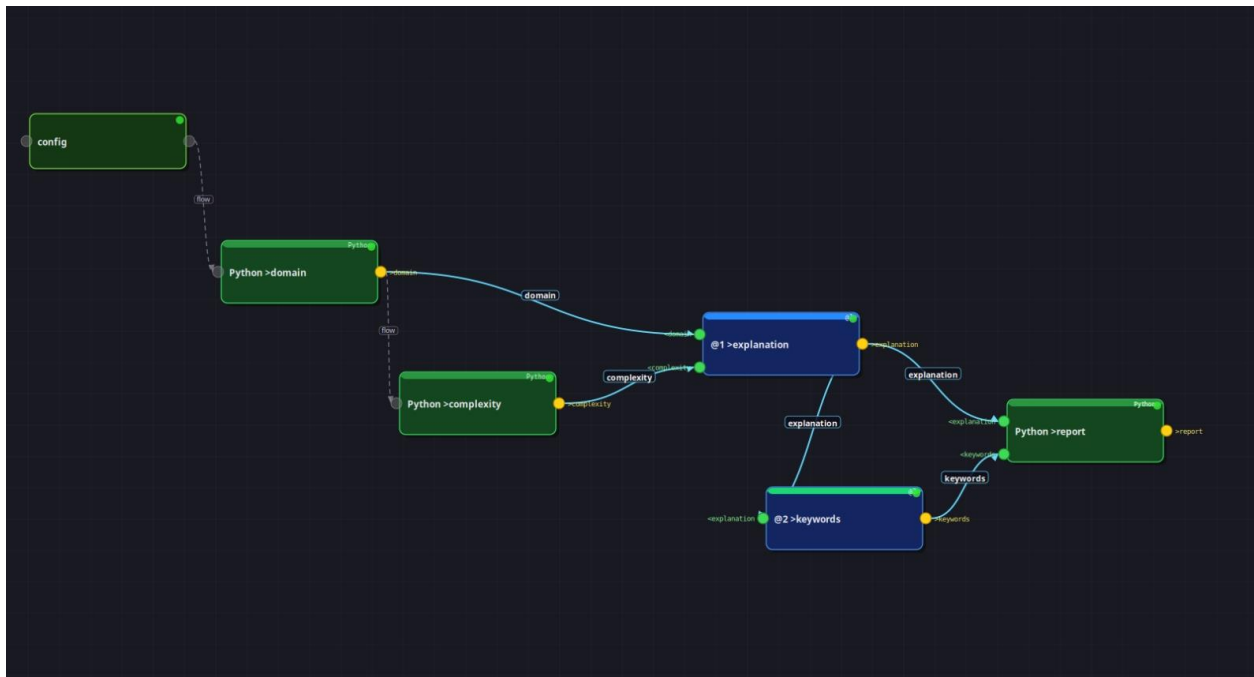 config
flow
Python
Python >domain
>domain
domain
flow
Python
Python >complexity
>complexity
complexity
<domain
<complexity
@1 >explanation
>explanation
explanation
explanation
<explanation
@2 >keywords
>keywords
keywords
Python
<explanation
Python >report
>report
<keywords